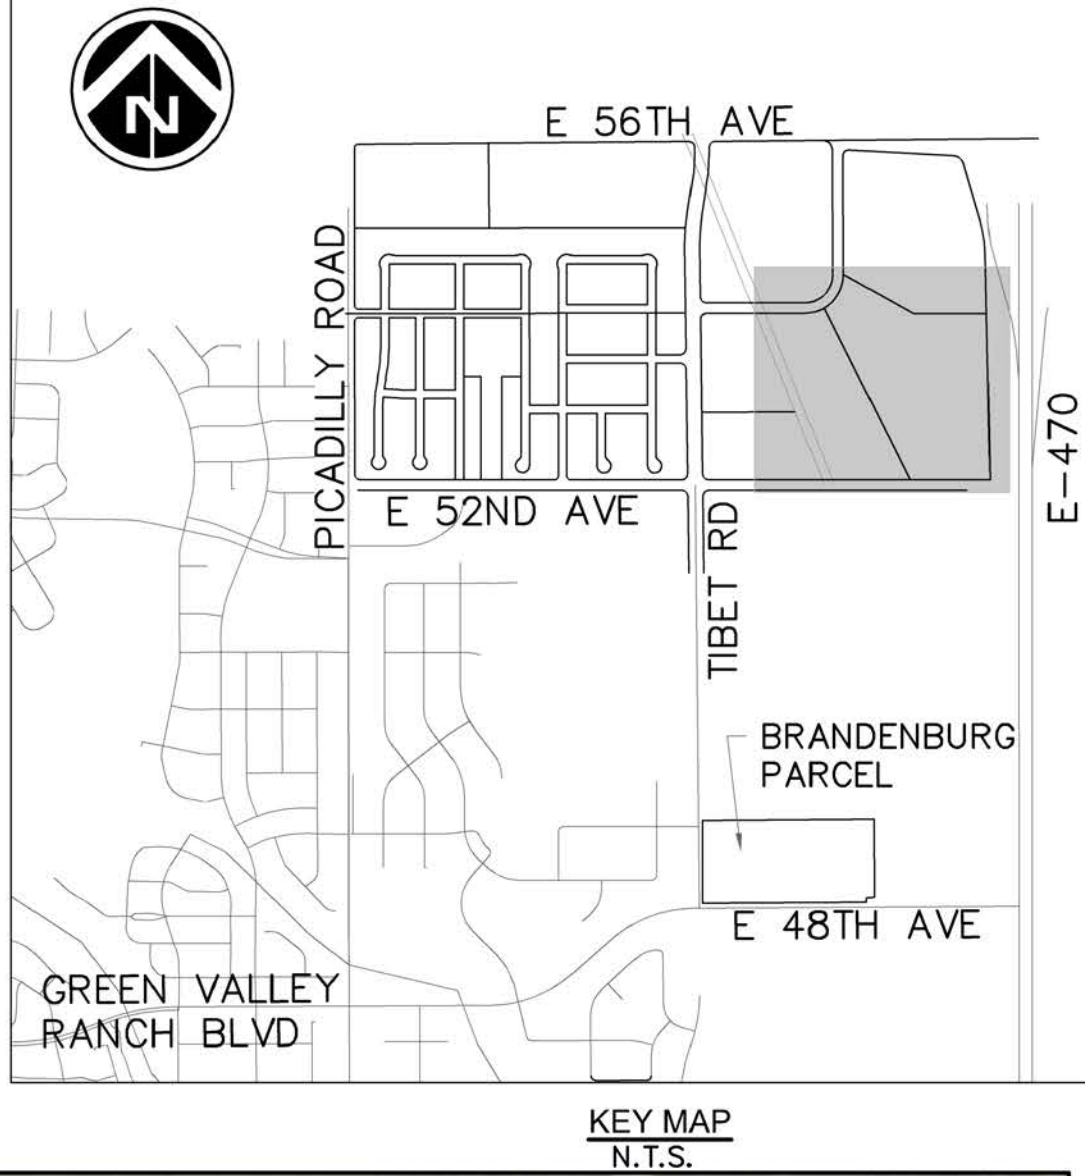 N
E 56TH AVE
PICADILLY ROAD
E-470
E 52ND AVE
TIBET RD
BRANDENBURG
PARCEL
E 48TH AVE
GREEN VALLEY
RANCH BLVD
KEY MAP
N.T.S.